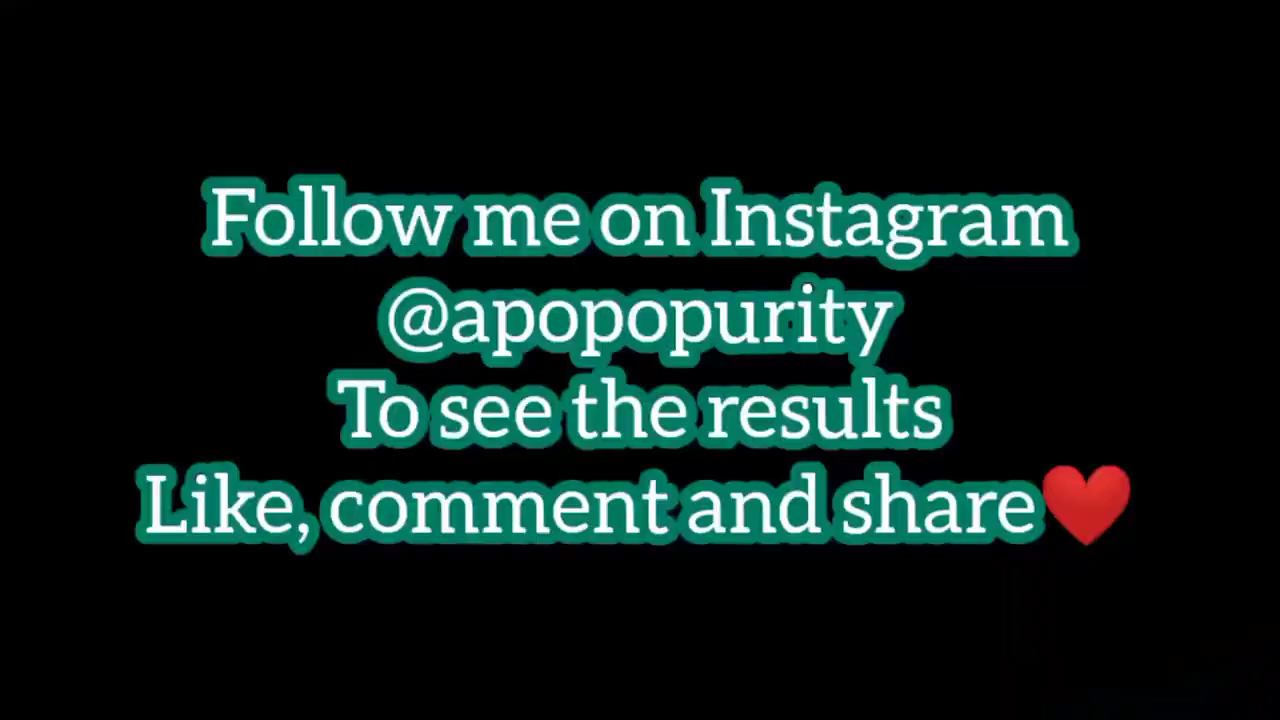 Follow me on Instagram
@apopopurity
To see the results
Like, comment and share❤️